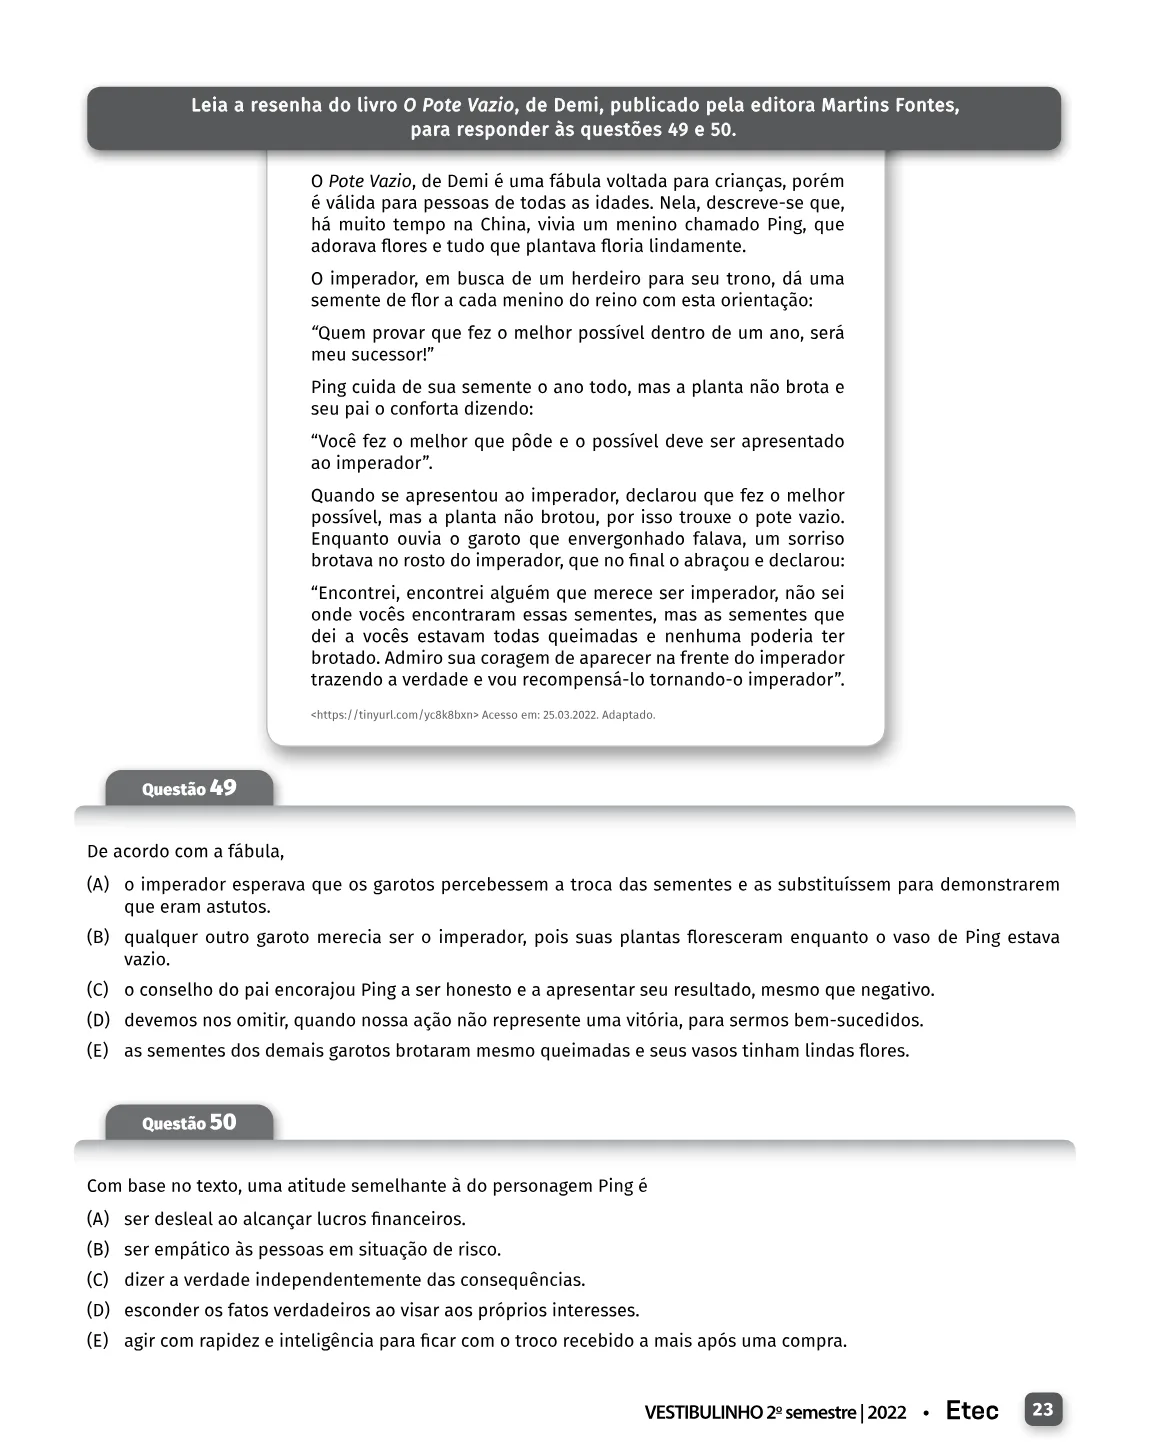 Leia a resenha do livro O Pote Vazio, de Demi, publicado pela editora Martins Fontes,
para responder às questões 49 e 50.
O Pote Vazio, de Demi é uma fábula voltada para crianças, porém
é válida para pessoas de todas as idades. Nela, descreve-se que,
há muito tempo na China, vivia um menino chamado Ping, que
adorava flores e tudo que plantava floria lindamente.
O imperador, em busca de um herdeiro para seu trono, dá uma
semente de flor a cada menino do reino com esta orientação:
“Quem provar que fez o melhor possível dentro de um ano, será
meu sucessor!”
Ping cuida de sua semente o ano todo, mas a planta não brota e
seu pai o conforta dizendo:
“Você fez o melhor que pôde e o possível deve ser apresentado
ao imperador”.
Quando se apresentou ao imperador, declarou que fez o melhor
possível, mas a planta não brotou, por isso trouxe o pote vazio.
Enquanto ouvia o garoto que envergonhado falava, um sorriso
brotava no rosto do imperador, que no final o abraçou e declarou:
“Encontrei, encontrei alguém que merece ser imperador, não sei
onde vocês encontraram essas sementes, mas as sementes que
dei a vocês estavam todas queimadas e nenhuma poderia ter
brotado. Admiro sua coragem de aparecer na frente do imperador
trazendo a verdade e vou recompensá-lo tornando-o imperador”.
<https://tinyurl.com/yc8k8bxn> Acesso em: 25.03.2022. Adaptado.
Questão 49
De acordo com a fábula,
(A) o imperador esperava que os garotos percebessem a troca das sementes e as substituíssem para demonstrarem
que eram astutos.
(B) qualquer outro garoto merecia ser o imperador, pois suas plantas floresceram enquanto o vaso de Ping estava
vazio.
(C) o conselho do pai encorajou Ping a ser honesto e a apresentar seu resultado, mesmo que negativo.
(D) devemos nos omitir, quando nossa ação não represente uma vitória, para sermos bem-sucedidos.
(E) as sementes dos demais garotos brotaram mesmo queimadas e seus vasos tinham lindas flores.
Questão 50
Com base no texto, uma atitude semelhante à do personagem Ping é
(A) ser desleal ao alcançar lucros financeiros.
(B) ser empático às pessoas em situação de risco.
(C) dizer a verdade independentemente das consequências.
(D) esconder os fatos verdadeiros ao visar aos próprios interesses.
(E) agir com rapidez e inteligência para ficar com o troco recebido a mais após uma compra.
VESTIBULINHO 2º semestre | 2022 • Etec 23